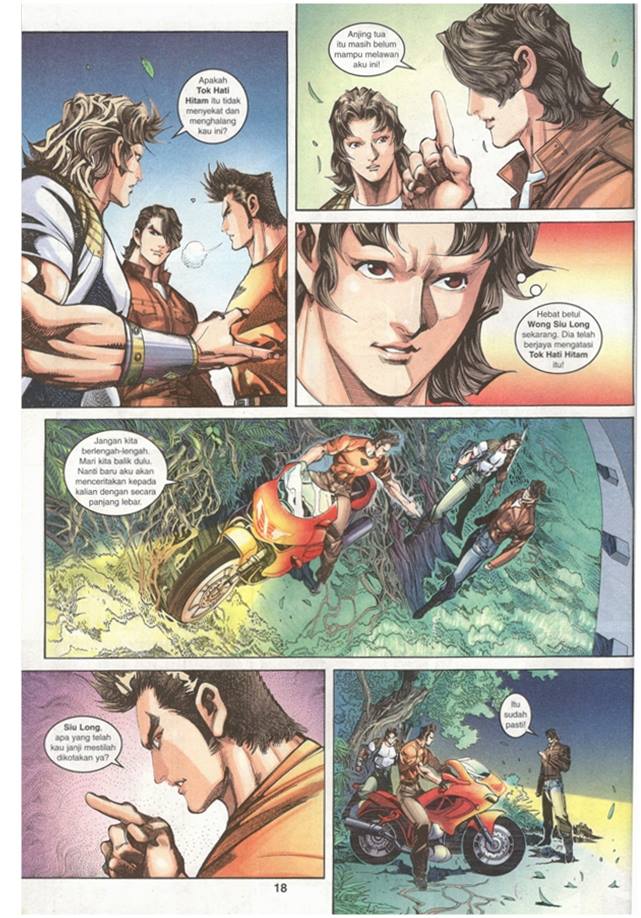 Apakah
Tok Hati
Hitam itu tidak
menyekat dan
menghalang
kau ini?
Anjing tua
itu masih belum
mampu melawan
aku ini!
Hebat betul
Wong Siu Long
sekarang. Dia telah
berjaya mengatasi
Tok Hati Hitam
itu!
Jangan kita
berlengah-lengah.
Mari kita balik dulu.
Nanti baru aku akan
menceritakan kepada
kalian dengan secara
panjang lebar.
Siu Long,
apa yang telah
kau janji mestilah
dikotakan ya?
Itu
sudah
pasti!
18